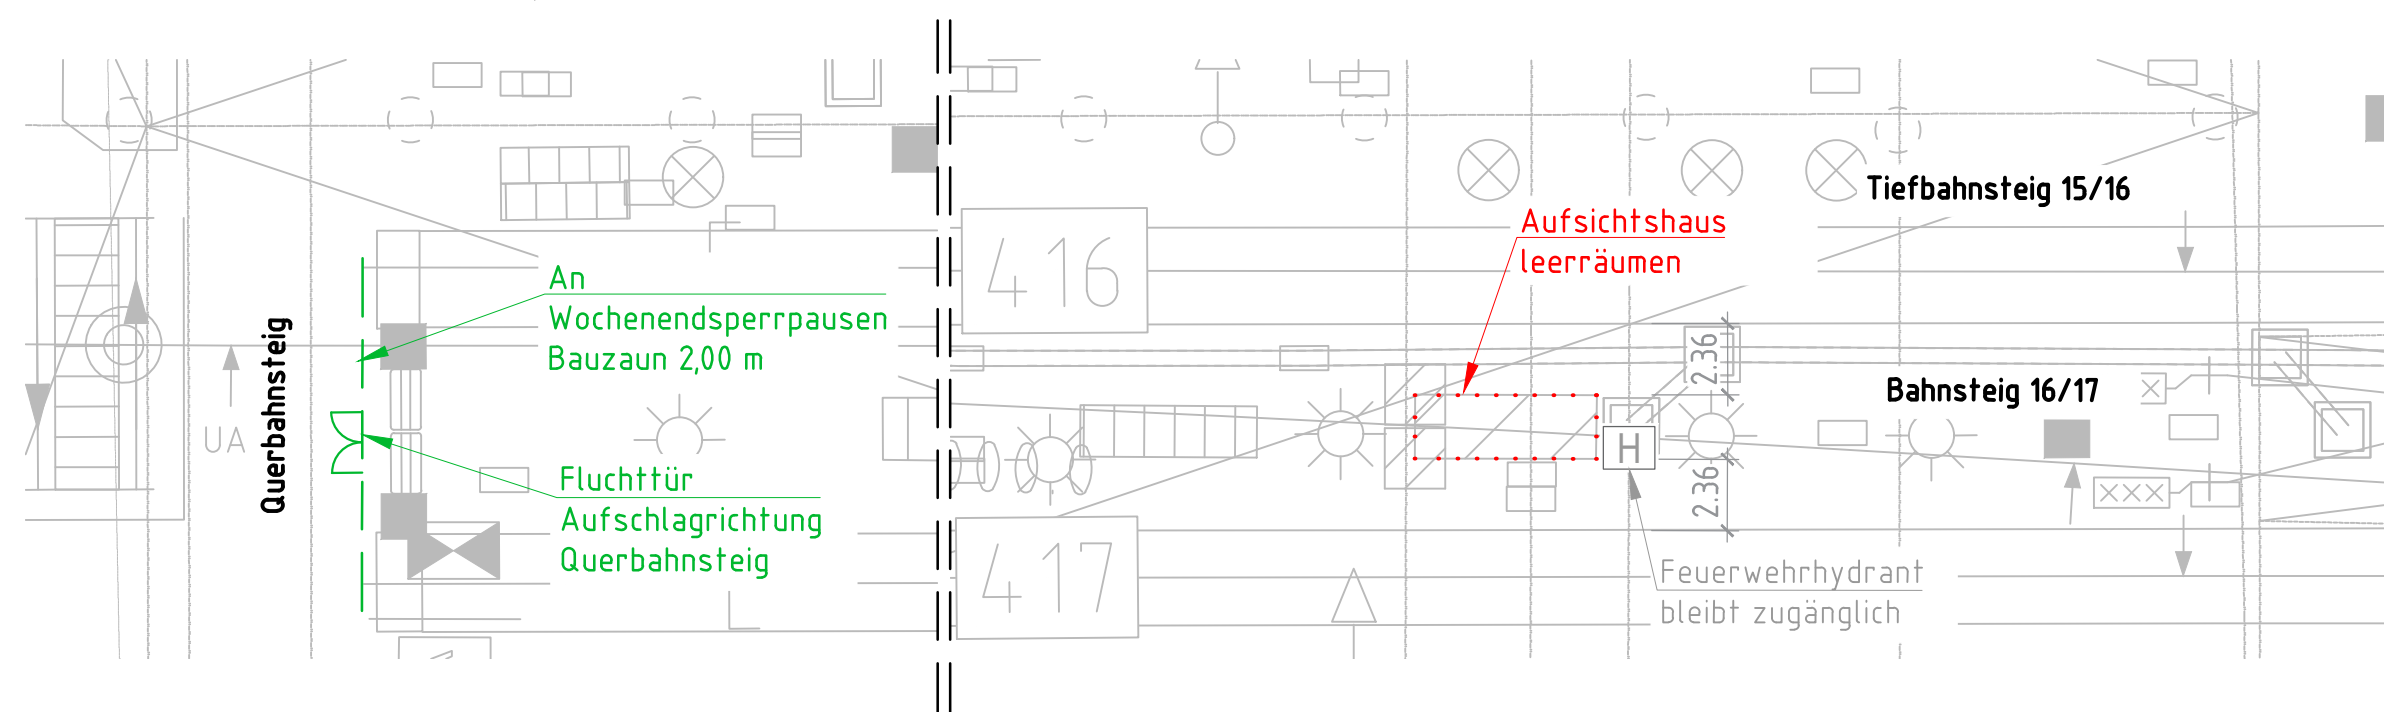 Tiefbahnsteig 15/16
Aufsichtshaus
leerräumen
416
An
Wochenendsperrpausen
Bauzaun 2,00 m
Querbahnsteig
UA
2.36
Bahnsteig 16/17
H
2.36
Fluchttür
Aufschlagrichtung
Querbahnsteig
417
Feuerwehrhydrant
bleibt zugänglich